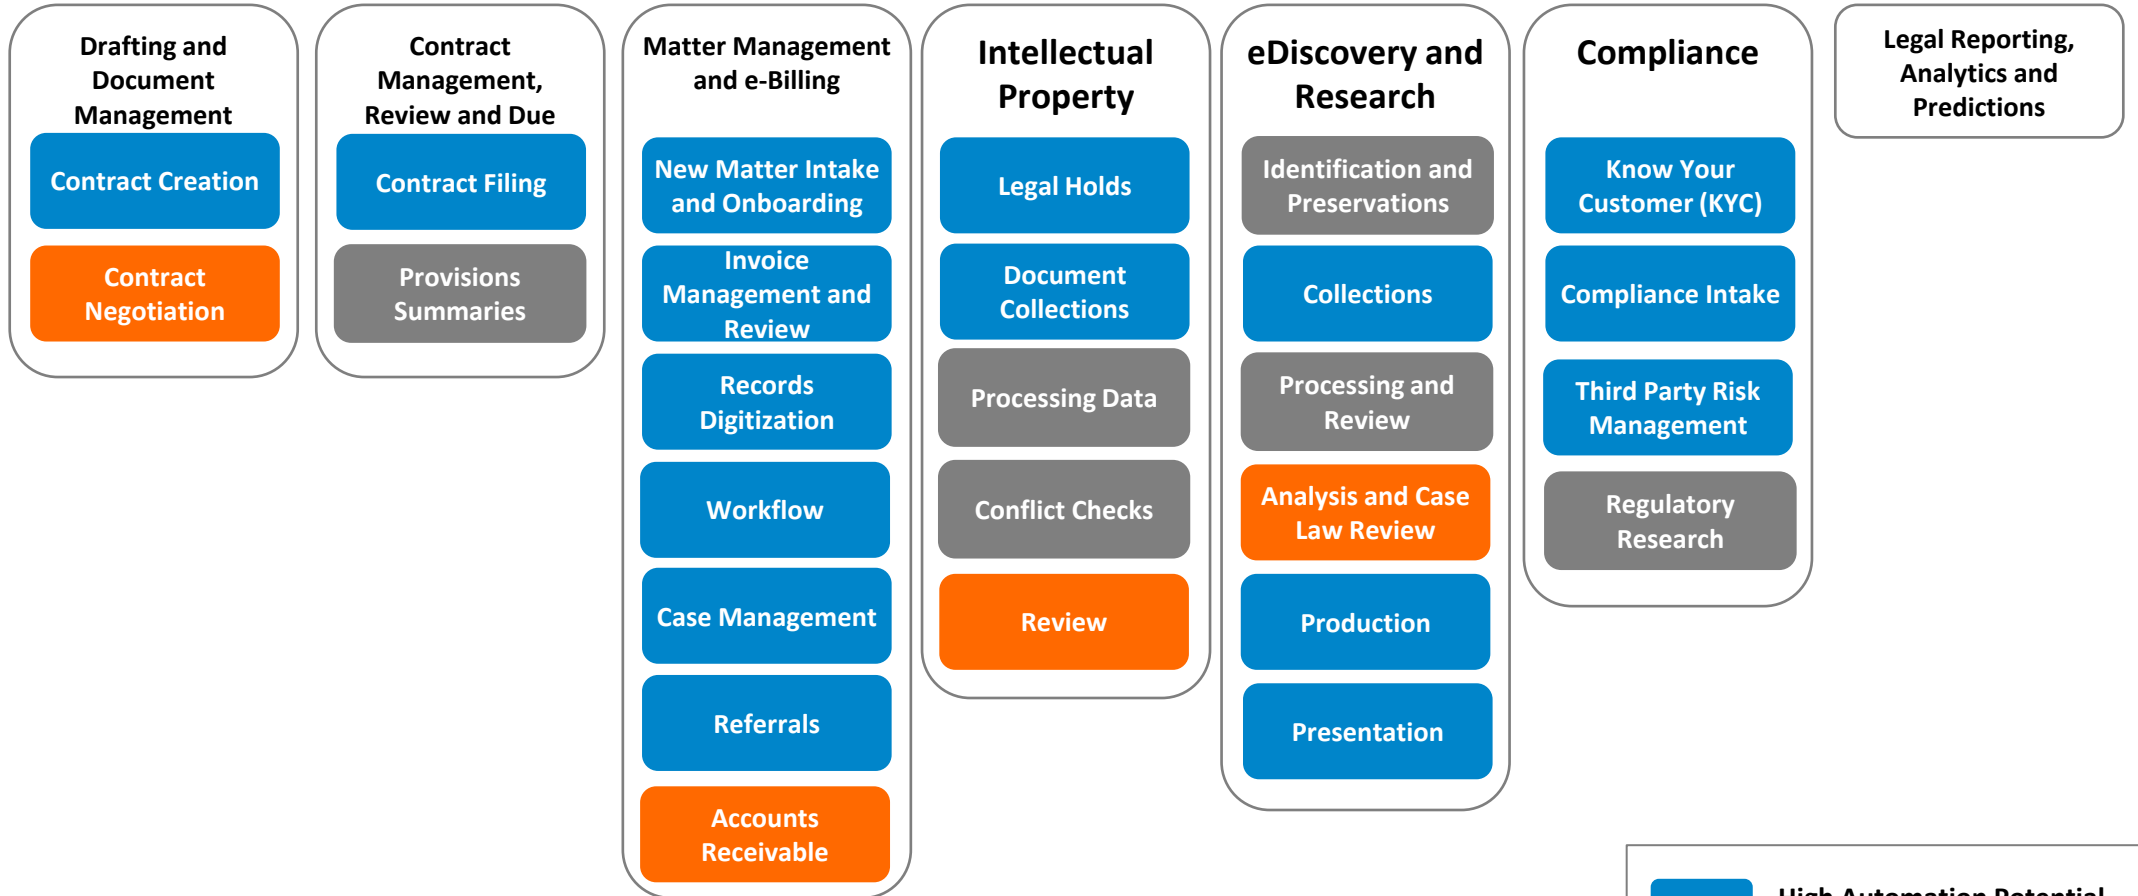 Drafting and
Document
Management
Contract Creation
Contract
Negotiation
Contract
Management,
Review and Due
Contract Filing
Provisions
Summaries
Matter Management
and e-Billing
New Matter Intake
and Onboarding
Invoice
Management and
Review
Records
Digitization
Workflow
Case Management
Referrals
Accounts
Receivable
Intellectual
Property
Legal Holds
Document
Collections
Processing Data
Conflict Checks
Review
eDiscovery and
Research
Identification and
Preservations
Collections
Processing and
Review
Analysis and Case
Law Review
Production
Presentation
Compliance
Know Your
Customer (KYC)
Compliance Intake
Third Party Risk
Management
Regulatory
Research
Legal Reporting,
Analytics and
Predictions
High Automation Potential